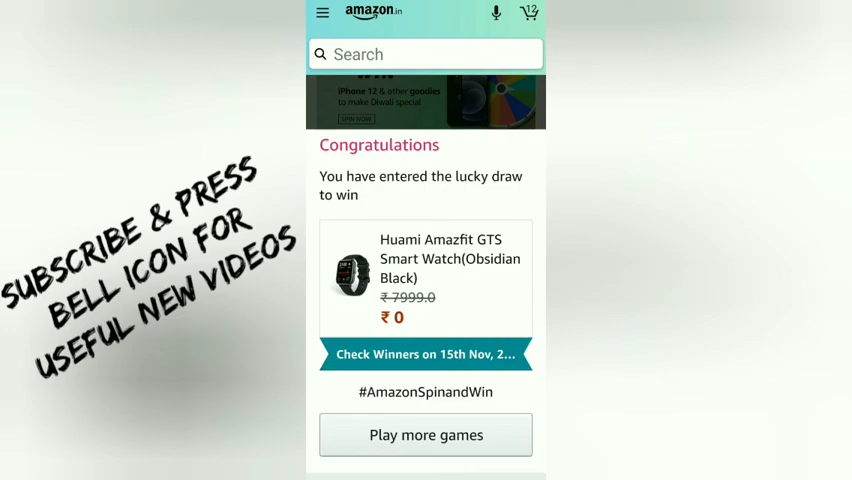 amazon.in
12
Search
iPhone 12 & other goodies
to make Diwali special
SPIN NOW
Congratulations
You have entered the lucky draw
to win
Huami Amazfit GTS
Smart Watch(Obsidian
Black)
₹ 7999.0
₹ 0
Check Winners on 15th Nov, 2...
#AmazonSpinandWin
Play more games
SUBSCRIBE & PRESS
BELL ICON FOR
USEFUL NEW VIDEOS